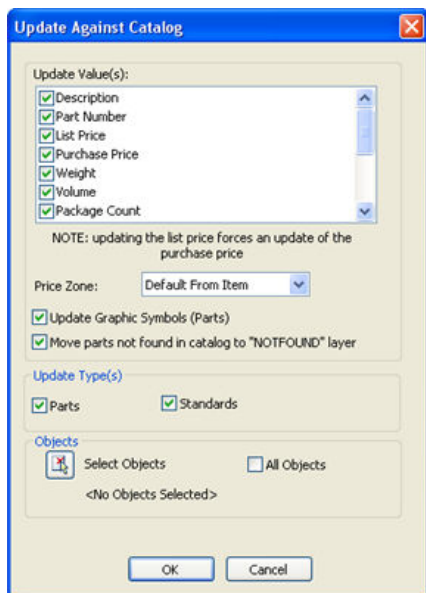 Update Against Catalog
Update Value(s):
Description
Part Number
List Price
Purchase Price
Weight
Volume
Package Count
NOTE: updating the list price forces an update of the
purchase price
Price Zone: Default From Item
Update Graphic Symbols (Parts)
Move parts not found in catalog to "NOTFOUND" layer
Update Type(s)
Parts Standards
Objects
Select Objects All Objects
<No Objects Selected>
OK Cancel